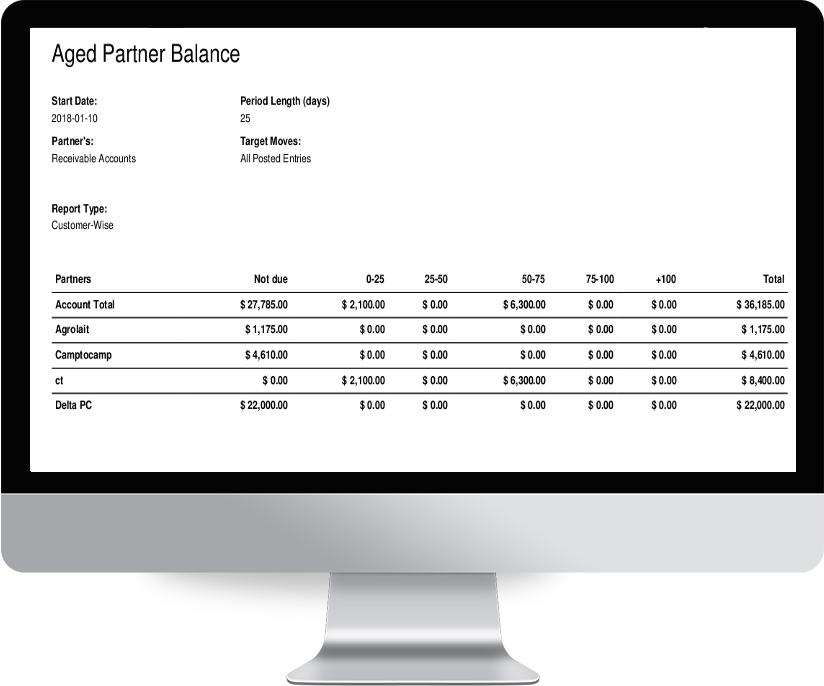 Aged Partner Balance
Start Date: Period Length (days)
2018-01-10 25
Partner's: Target Moves:
Receivable Accounts All Posted Entries
Report Type:
Customer-Wise
Partners Not due 0-25 25-50 50-75 75-100 +100 Total
Account Total $ 27,785.00 $ 2,100.00 $ 0.00 $ 6,300.00 $ 0.00 $ 0.00 $ 36,185.00
Agrolait $ 1,175.00 $ 0.00 $ 0.00 $ 0.00 $ 0.00 $ 0.00 $ 1,175.00
Camptocamp $ 4,610.00 $ 0.00 $ 0.00 $ 0.00 $ 0.00 $ 0.00 $ 4,610.00
ct $ 0.00 $ 2,100.00 $ 0.00 $ 6,300.00 $ 0.00 $ 0.00 $ 8,400.00
Delta PC $ 22,000.00 $ 0.00 $ 0.00 $ 0.00 $ 0.00 $ 0.00 $ 22,000.00